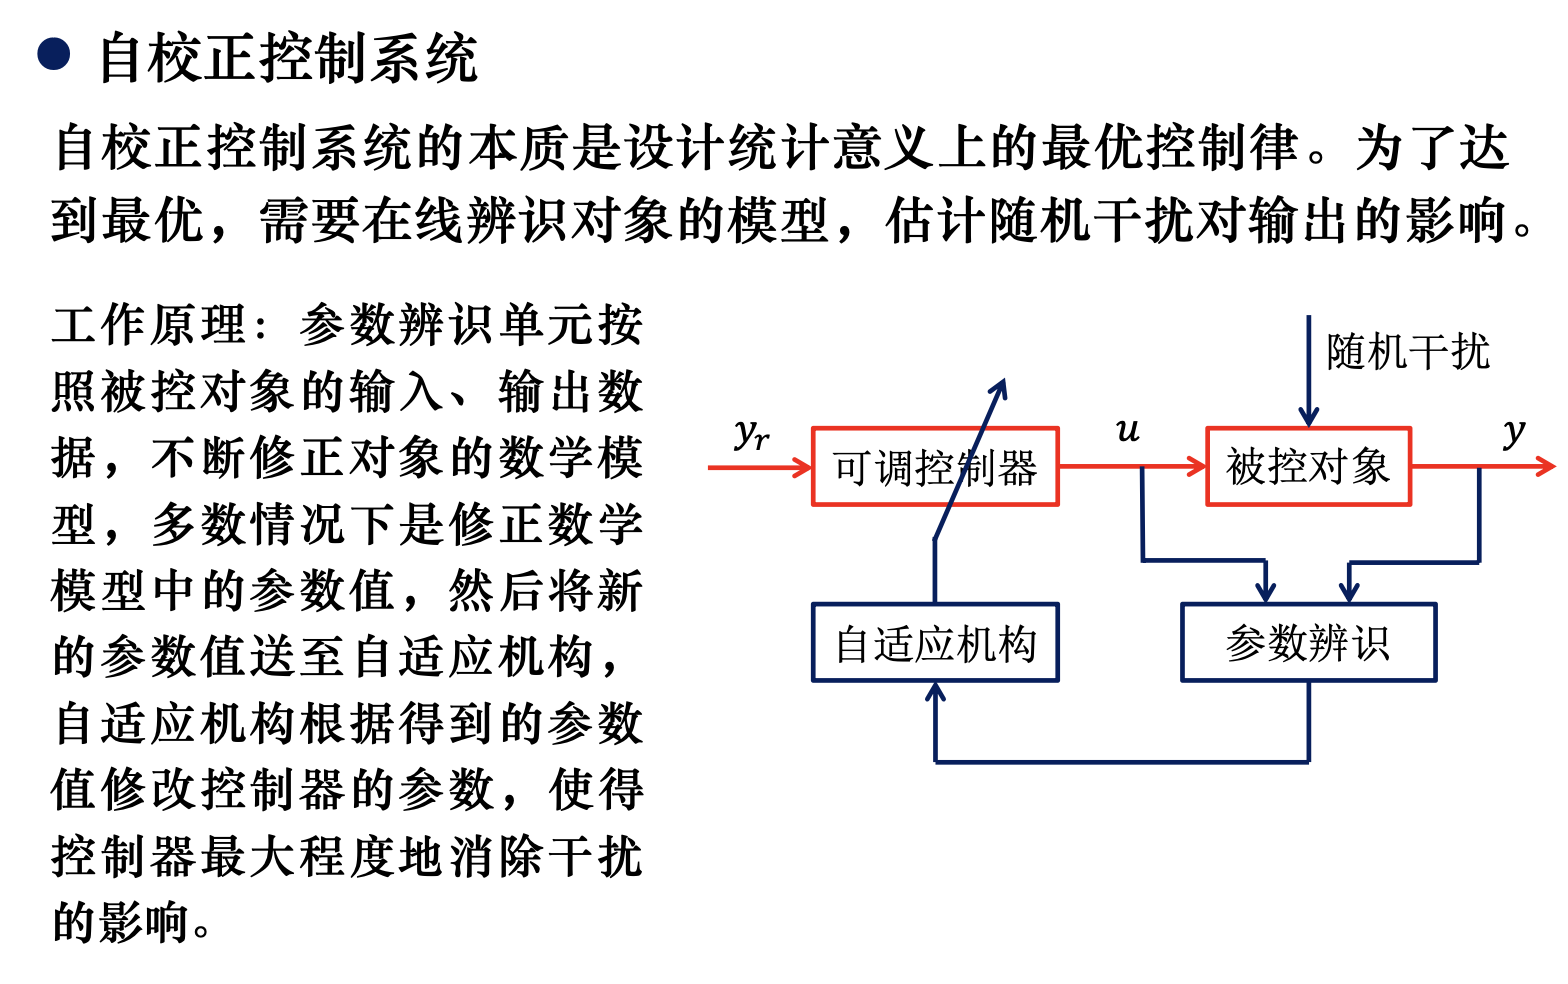 自校正控制系统
自校正控制系统的本质是设计统计意义上的最优控制律。为了达
到最优，需要在线辨识对象的模型，估计随机干扰对输出的影响。
工作原理：参数辨识单元按
照被控对象的输入、输出数
据，不断修正对象的数学模
型，多数情况下是修正数学
模型中的参数值，然后将新
的参数值送至自适应机构，
自适应机构根据得到的参数
值修改控制器的参数，使得
控制器最大程度地消除干扰
的影响。
随机干扰
yr
可调控制器
u
被控对象
y
自适应机构
参数辨识